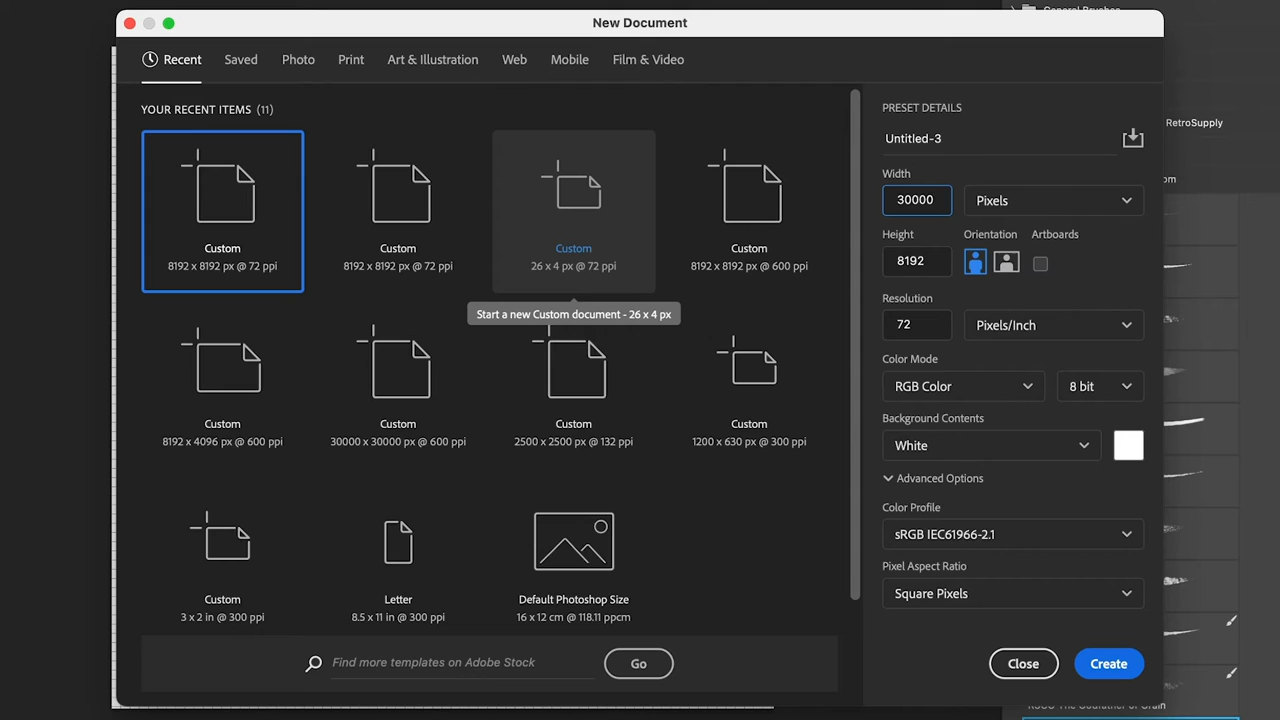 New Document
General Brushes
Recent
Saved
Photo
Print
Art & Illustration
Web
Mobile
Film & Video
YOUR RECENT ITEMS (11)
Custom
8192 x 8192 px @ 72 ppi
Custom
8192 x 8192 px @ 72 ppi
Custom
26 x 4 px @ 72 ppi
Custom
8192 x 8192 px @ 600 ppi
Start a new Custom document - 26 x 4 px
Custom
8192 x 4096 px @ 600 ppi
Custom
30000 x 30000 px @ 600 ppi
Custom
2500 x 2500 px @ 132 ppi
Custom
1200 x 630 px @ 300 ppi
Custom
3 x 2 in @ 300 ppi
Letter
8.5 x 11 in @ 300 ppi
Default Photoshop Size
16 x 12 cm @ 118.11 ppcm
Find more templates on Adobe Stock
Go
PRESET DETAILS
Untitled-3
Width
30000
Pixels
Height
Orientation
Artboards
8192
Resolution
72
Pixels/Inch
Color Mode
RGB Color
8 bit
Background Contents
White
Advanced Options
Color Profile
sRGB IEC61966-2.1
Pixel Aspect Ratio
Square Pixels
Close
Create
RetroSupply
om